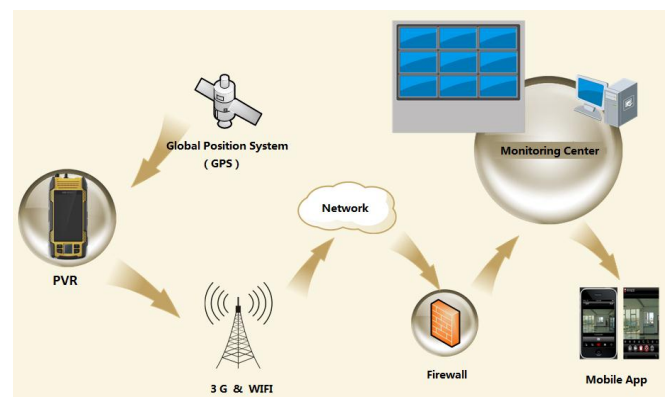 Global Position System
( GPS )
Monitoring Center
Network
PVR
3 G & WIFI
Firewall
Mobile App